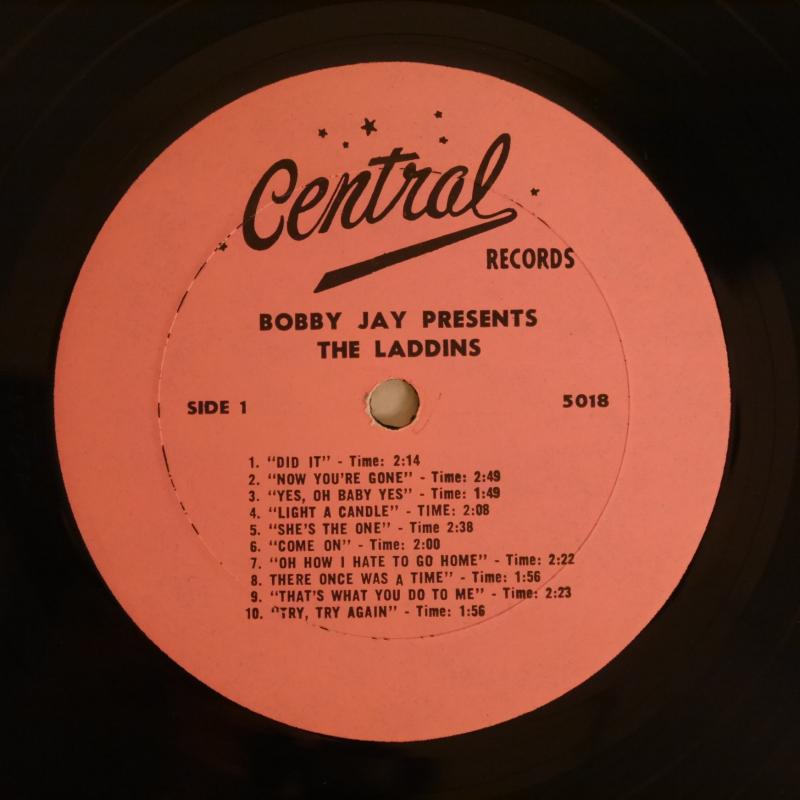 Central
RECORDS
BOBBY JAY PRESENTS
THE LADDINS
SIDE 1
5018
1. "DID IT" - Time: 2:14
2. "NOW YOU'RE GONE" - Time: 2:49
3. "YES, OH BABY YES" - Time: 1:49
4. "LIGHT A CANDLE" - TIME: 2:08
5. "SHE'S THE ONE" - Time 2:38
6. "COME ON" - Time: 2:00
7. "OH HOW I HATE TO GO HOME" - Time: 2:22
8. THERE ONCE WAS A TIME" - Time: 1:56
9. "THAT'S WHAT YOU DO TO ME" - Time: 2:23
10. "TRY, TRY AGAIN" - Time: 1:56